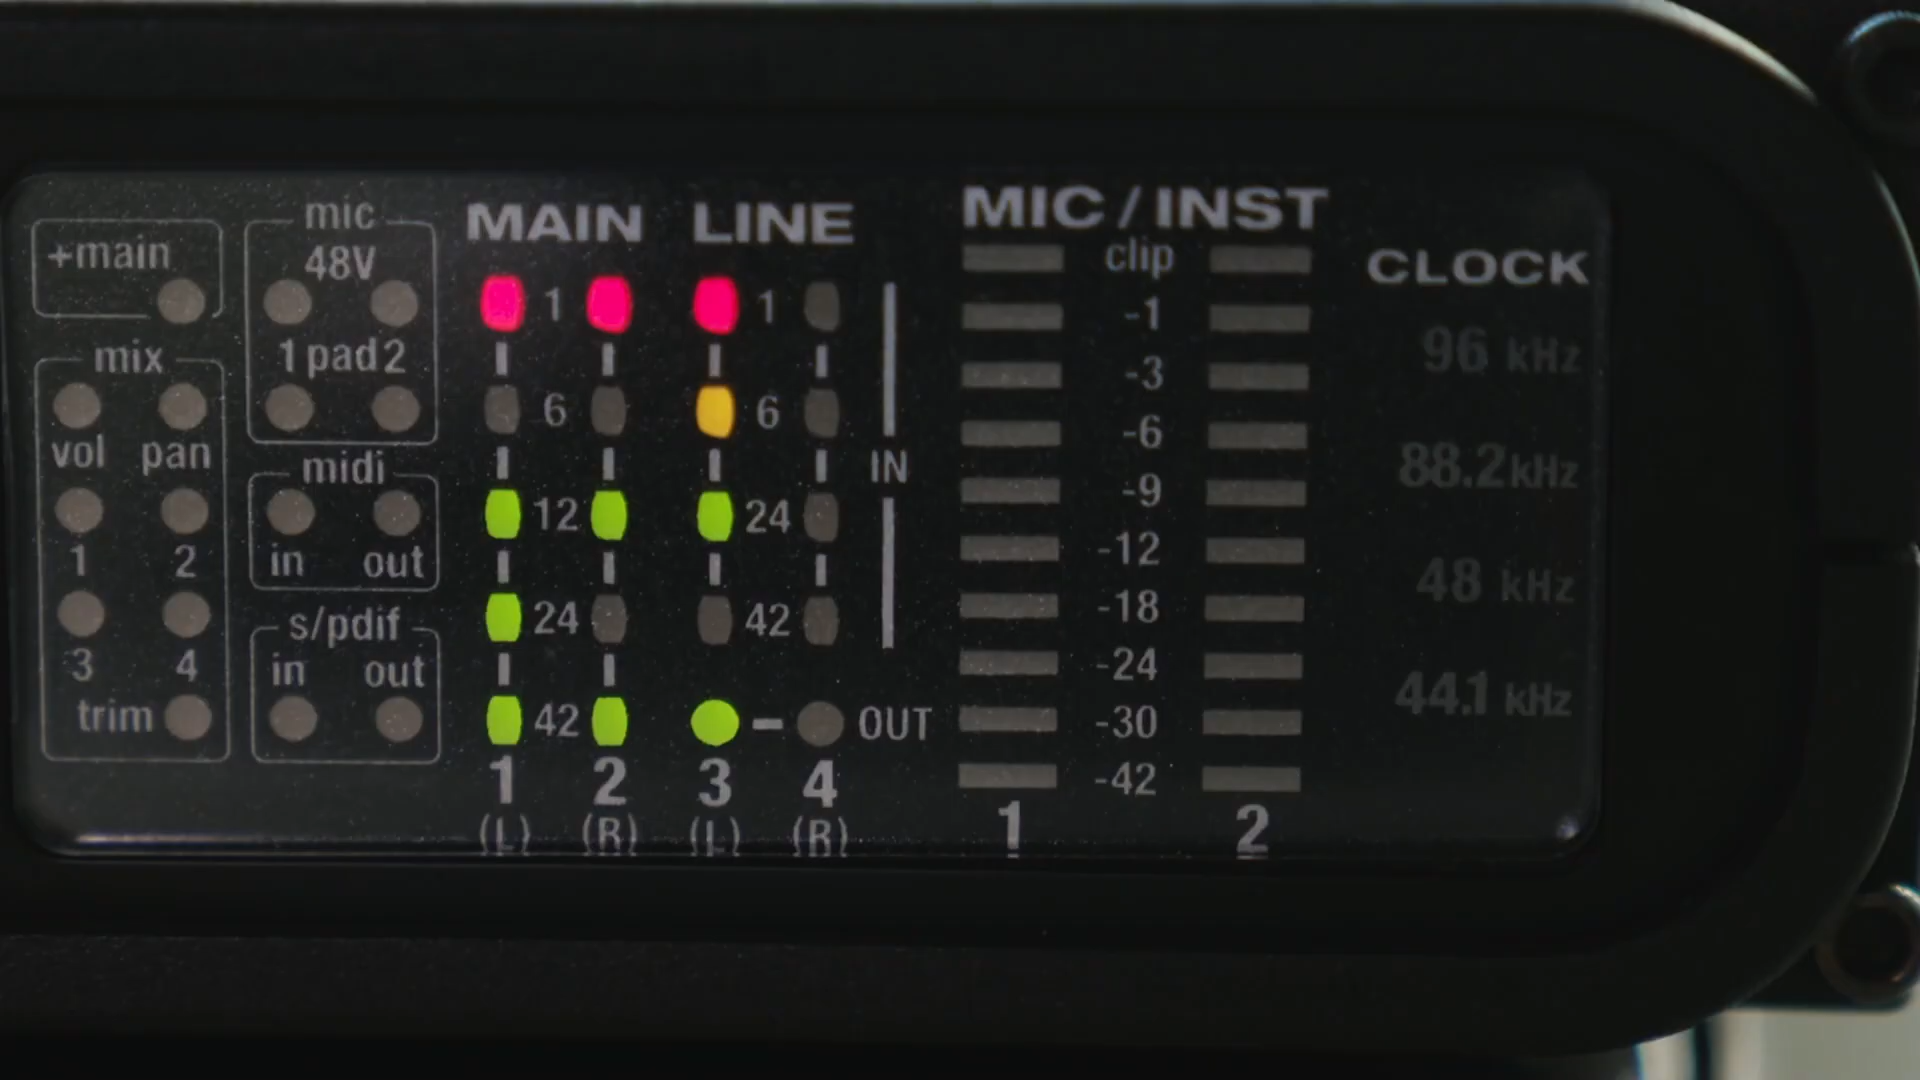 +main
mix
vol pan
1 2
3 4
trim
mic
48V
1 pad 2
midi
in out
s/pdif
in out
MAIN LINE
1 1
6 6
12 24
24 42
42
IN
OUT
1 2 3 4
(L) (R) (L) (R)
MIC / INST
clip
-1
-3
-6
-9
-12
-18
-24
-30
-42
1 2
CLOCK
96 kHz
88.2 kHz
48 kHz
44.1 kHz